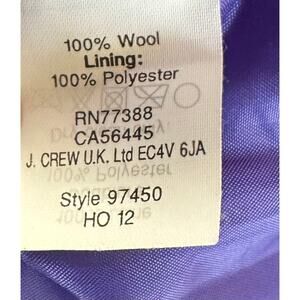 100% Wool
Lining:
100% Polyester
RN77388
CA56445
J. CREW U.K. Ltd EC4V 6JA
Style 97450
HO 12